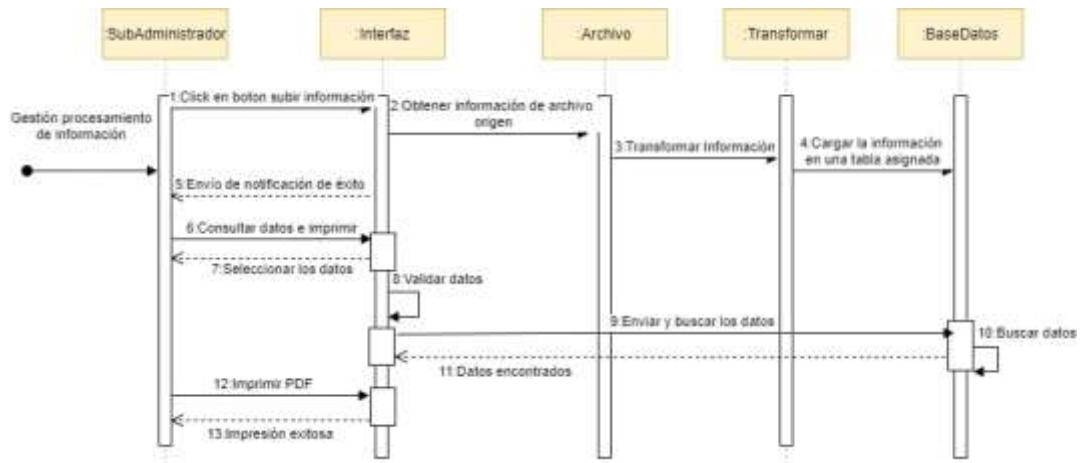 :SubAdministrador
:Interfaz
:Archivo
:Transformar
:BaseDatos
Gestión procesamiento
de información
1:Click en boton subir información
2:Obtener información de archivo
origen
3:Transformar Información
4:Cargar la información
en una tabla asignada
5:Envío de notificación de éxito
6:Consultar datos e imprimir
7:Seleccionar los datos
8:Validar datos
9:Enviar y buscar los datos
10:Buscar datos
11:Datos encontrados
12:Imprimir PDF
13:Impresión exitosa